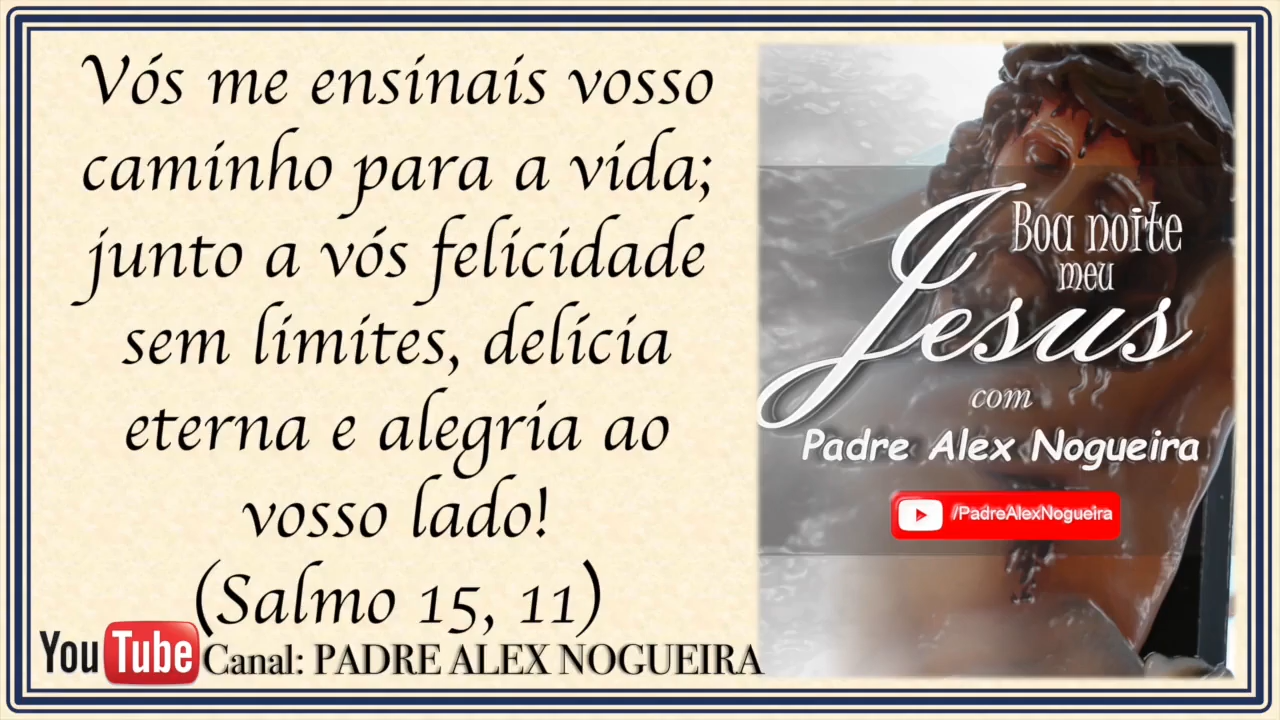 Vós me ensinais vosso
caminho para a vida;
junto a vós felicidade
sem limites, delícia
eterna e alegria ao
vosso lado!
(Salmo 15, 11)
YouTube Canal: PADRE ALEX NOGUEIRA
Boa noite
meu
Jesus
com
Padre Alex Nogueira
/PadreAlexNogueira